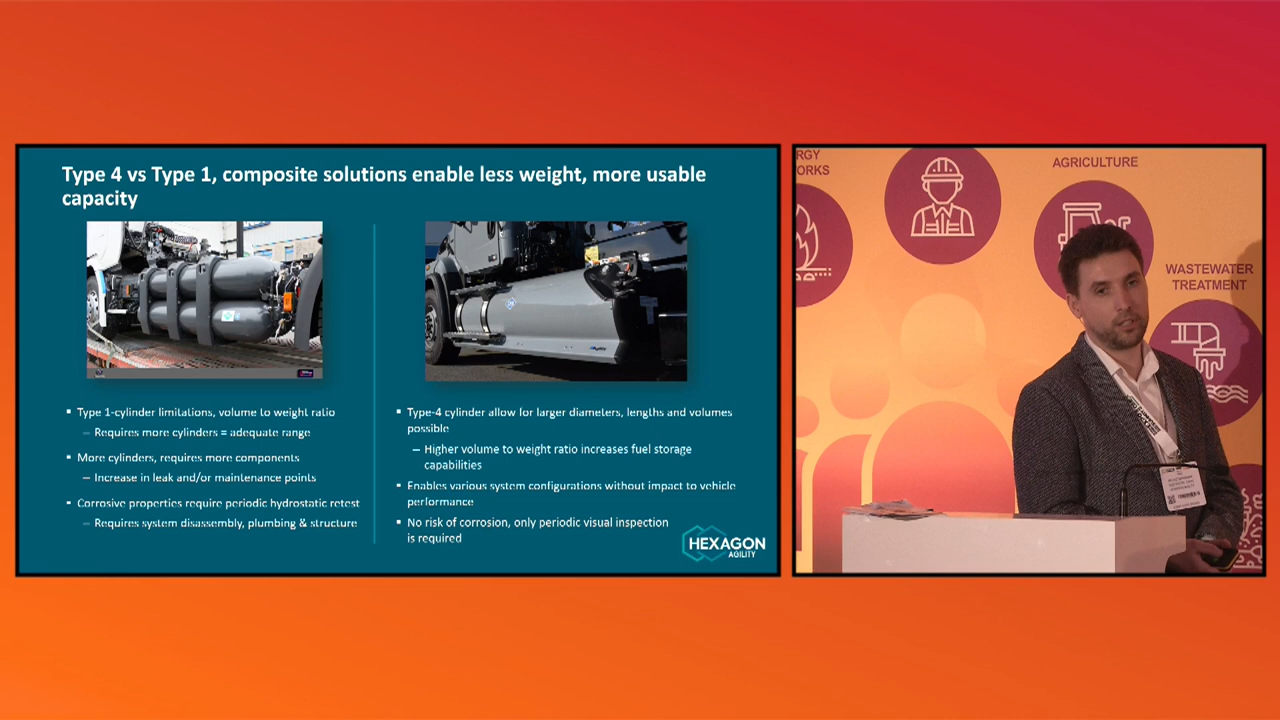 Type 4 vs Type 1, composite solutions enable less weight, more usable
capacity
Type 1-cylinder limitations, volume to weight ratio
– Requires more cylinders = adequate range
More cylinders, requires more components
– Increase in leak and/or maintenance points
Corrosive properties require periodic hydrostatic retest
– Requires system disassembly, plumbing & structure
Type-4 cylinder allow for larger diameters, lengths and volumes
possible
– Higher volume to weight ratio increases fuel storage
capabilities
Enables various system configurations without impact to vehicle
performance
No risk of corrosion, only periodic visual inspection
is required
HEXAGON
AGILITY
RGY
ORKS
AGRICULTURE
WASTEWATER
TREATMENT